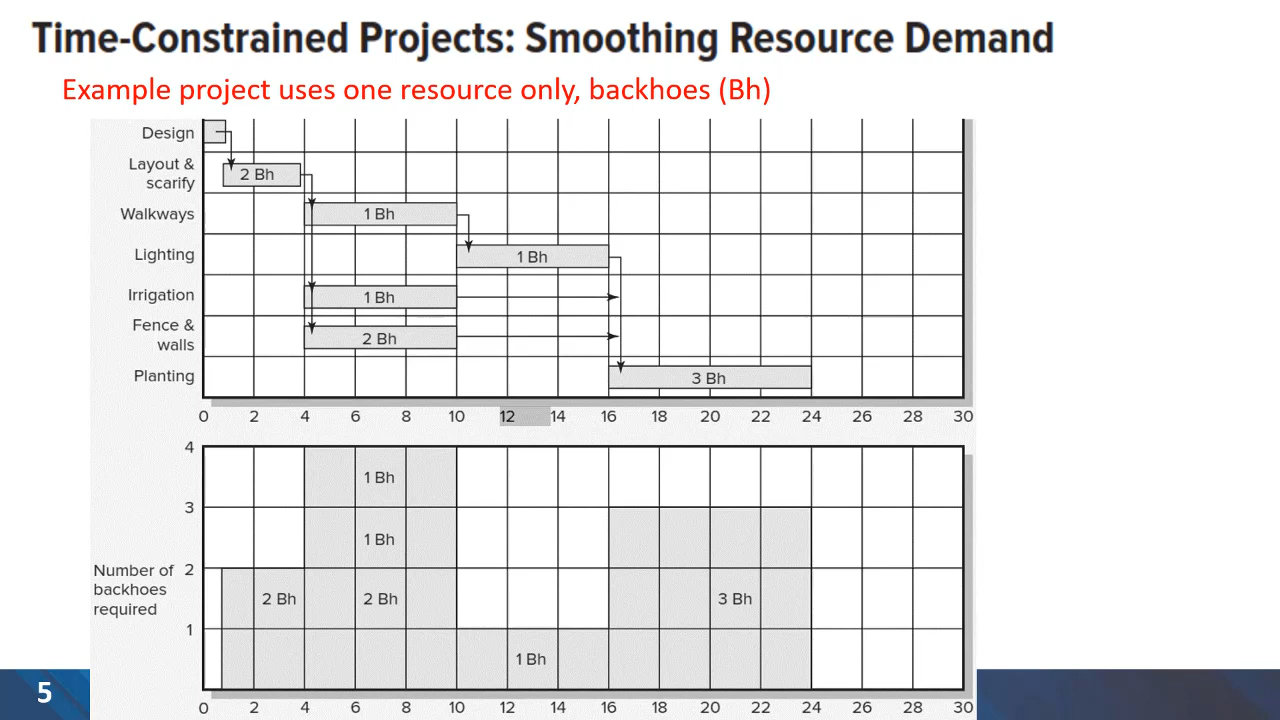 Time-Constrained Projects: Smoothing Resource Demand
Example project uses one resource only, backhoes (Bh)
Design
Layout &
scarify
2 Bh
Walkways
1 Bh
Lighting
1 Bh
Irrigation
1 Bh
Fence &
walls
2 Bh
Planting
3 Bh
0 2 4 6 8 10 12 14 16 18 20 22 24 26 28 30
4
1 Bh
3
1 Bh
Number of
backhoes
required
2
2 Bh
2 Bh
3 Bh
1
1 Bh
0 2 4 6 8 10 12 14 16 18 20 22 24 26 28 30
5